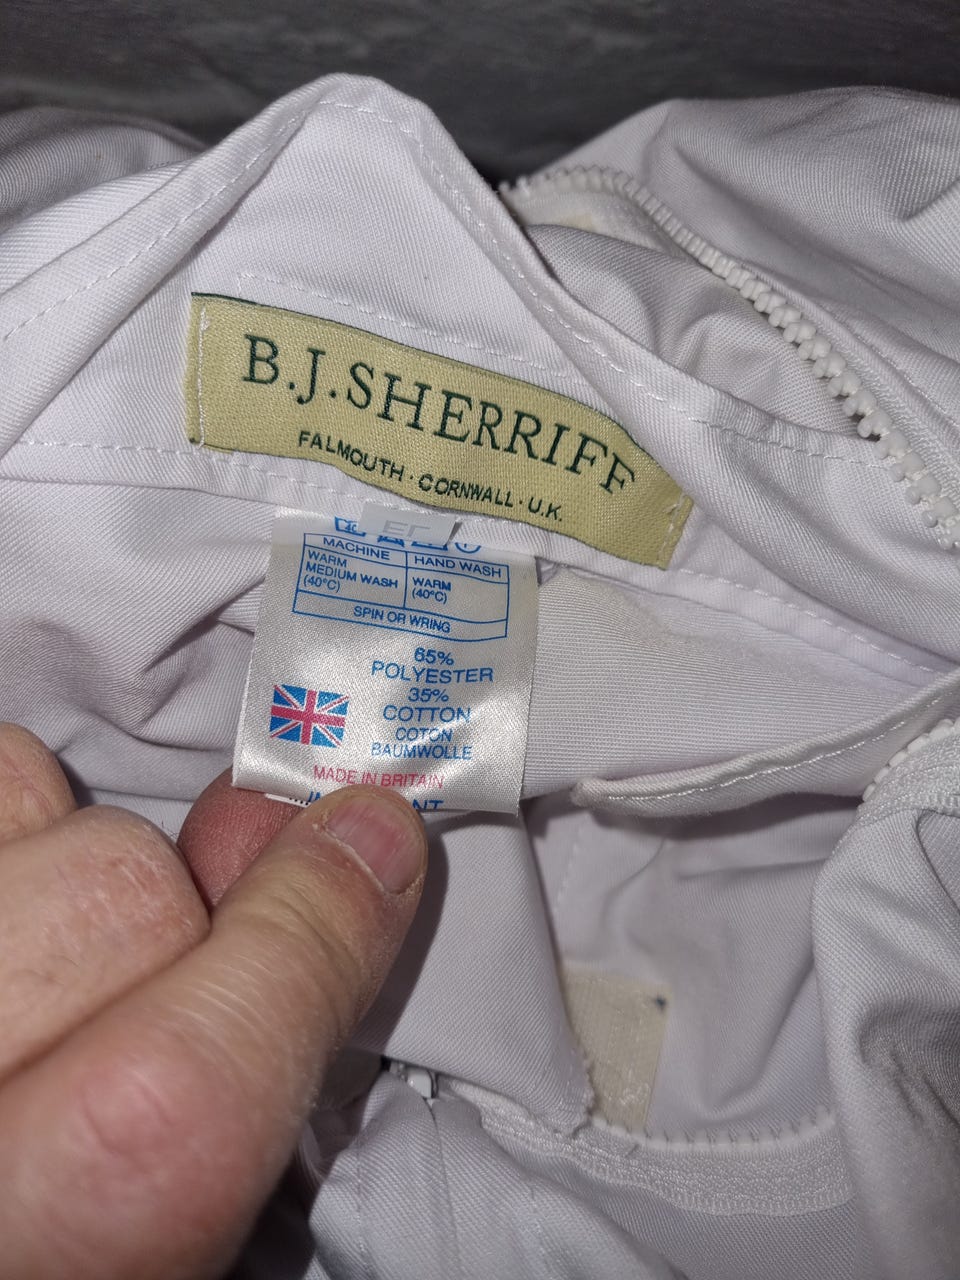 B.J.SHERRIFF
FALMOUTH · CORNWALL · U.K.
MACHINE HAND WASH
WARM
MEDIUM WASH
(40°C)
WARM
(40°C)
SPIN OR WRING
65%
POLYESTER
35%
COTTON
COTON
BAUMWOLLE
MADE IN BRITAIN